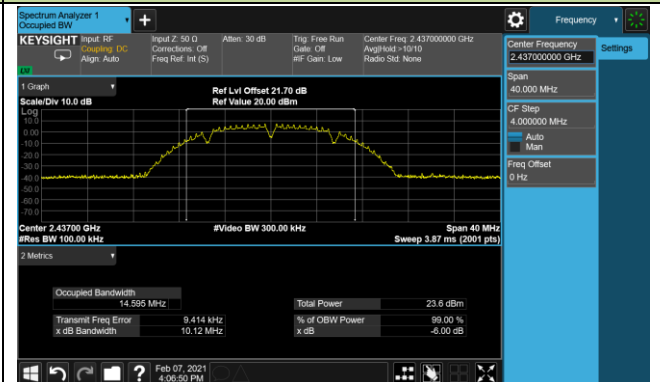 Spectrum Analyzer 1
Occupied BW
Frequency
KEYSIGHT
Input: RF
Coupling: DC
Align: Auto
Input Z: 50 Ω
Corrections: Off
Freq Ref: Int (S)
Atten: 30 dB
Trig: Free Run
Gate: Off
#IF Gain: Low
Center Freq: 2.437000000 GHz
Avg|Hold:>10/10
Radio Std: None
Center Frequency
2.437000000 GHz
Settings
Span
40.000 MHz
CF Step
4.000000 MHz
Auto
Man
Freq Offset
0 Hz
1 Graph
Scale/Div 10.0 dB
Ref Lvl Offset 21.70 dB
Ref Value 20.00 dBm
Log
10.0
0.00
-10.0
-20.0
-30.0
-40.0
-50.0
-60.0
-70.0
Center 2.43700 GHz
#Video BW 300.00 kHz
Span 40 MHz
#Res BW 100.00 kHz
Sweep 3.87 ms (2001 pts)
2 Metrics
Occupied Bandwidth
14.595 MHz
Total Power 23.6 dBm
Transmit Freq Error 9.414 kHz
% of OBW Power 99.00 %
x dB Bandwidth 10.12 MHz
x dB -6.00 dB
Feb 07, 2021
4:06:50 PM